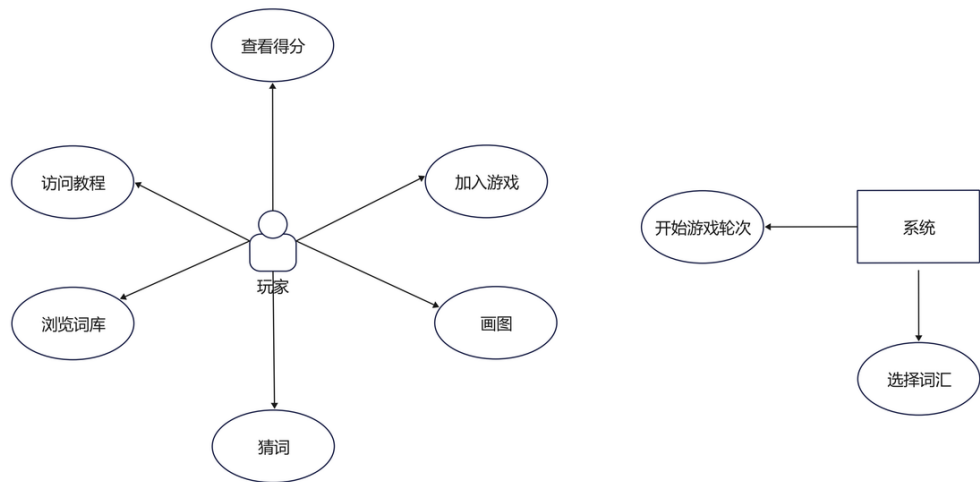 查看得分
访问教程
加入游戏
开始游戏轮次
系统
玩家
浏览词库
画图
选择词汇
猜词